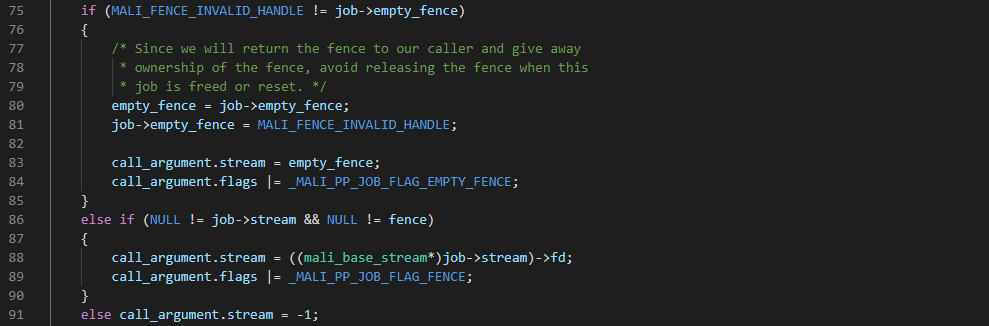 75 if (MALI_FENCE_INVALID_HANDLE != job->empty_fence)
76 {
77 /* Since we will return the fence to our caller and give away
78 * ownership of the fence, avoid releasing the fence when this
79 * job is freed or reset. */
80 empty_fence = job->empty_fence;
81 job->empty_fence = MALI_FENCE_INVALID_HANDLE;
82
83 call_argument.stream = empty_fence;
84 call_argument.flags |= _MALI_PP_JOB_FLAG_EMPTY_FENCE;
85 }
86 else if (NULL != job->stream && NULL != fence)
87 {
88 call_argument.stream = ((mali_base_stream*)job->stream)->fd;
89 call_argument.flags |= _MALI_PP_JOB_FLAG_FENCE;
90 }
91 else call_argument.stream = -1;